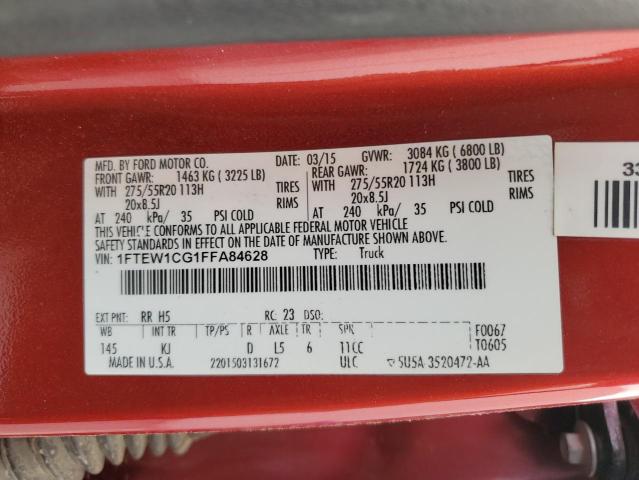 MFD. BY FORD MOTOR CO. DATE: 03/15 GVWR: 3084 KG ( 6800 LB)
FRONT GAWR: 1463 KG ( 3225 LB) REAR GAWR: 1724 KG ( 3800 LB)
WITH 275/55R20 113H TIRES WITH 275/55R20 113H TIRES
20x8.5J RIMS 20x8.5J RIMS
AT 240 kPa/ 35 PSI COLD AT 240 kPa/ 35 PSI COLD
THIS VEHICLE CONFORMS TO ALL APPLICABLE FEDERAL MOTOR VEHICLE
SAFETY STANDARDS IN EFFECT ON THE DATE OF MANUFACTURE SHOWN ABOVE.
VIN: 1FTEW1CG1FFA84628 TYPE: Truck
EXT PNT: RR H5 RC: 23 DSO:
WB INT TR TP/PS R AXLE TR SPR F0067
145 KJ D L5 6 11CC T0605
MADE IN U.S.A. 2201503131672 ULC 5U5A 3520472-AA
33